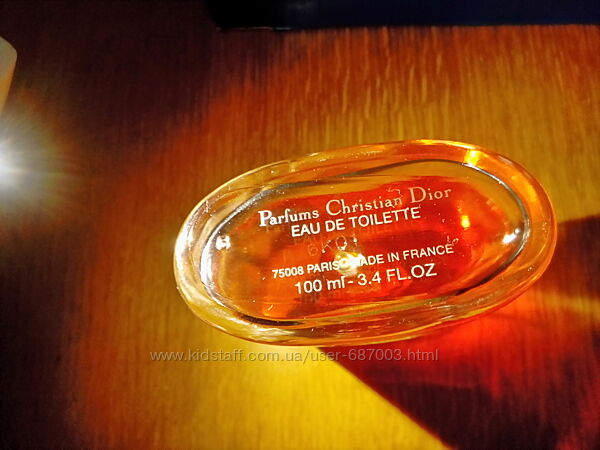 Parfums Christian Dior
EAU DE TOILETTE
75008 PARIS MADE IN FRANCE
100 ml - 3.4 FL.OZ
www.kidstaff.com.ua/user-687003.html